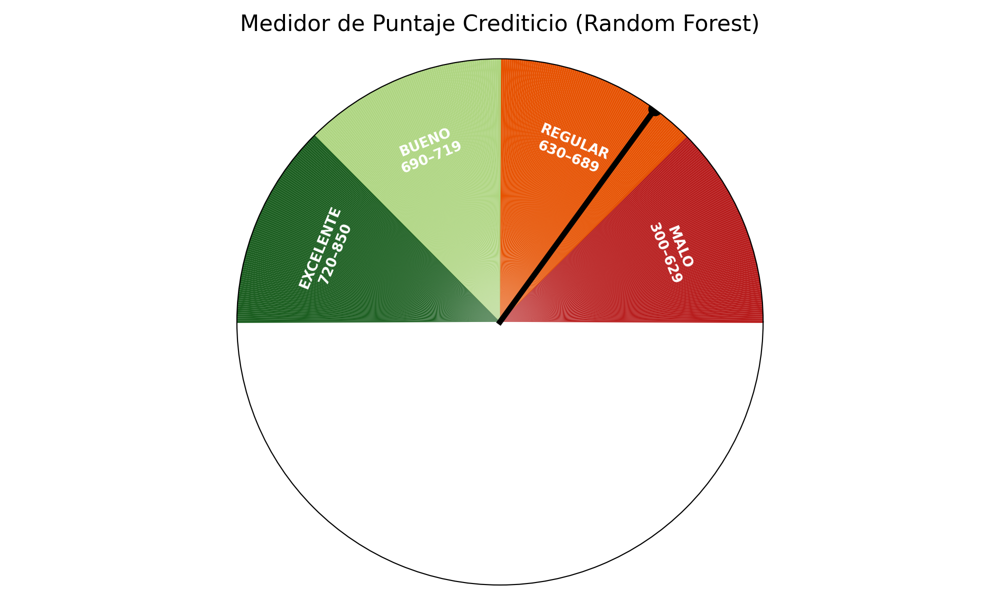 Medidor de Puntaje Crediticio (Random Forest)
EXCELENTE
720–850
BUENO
690–719
REGULAR
630–689
MALO
300–629